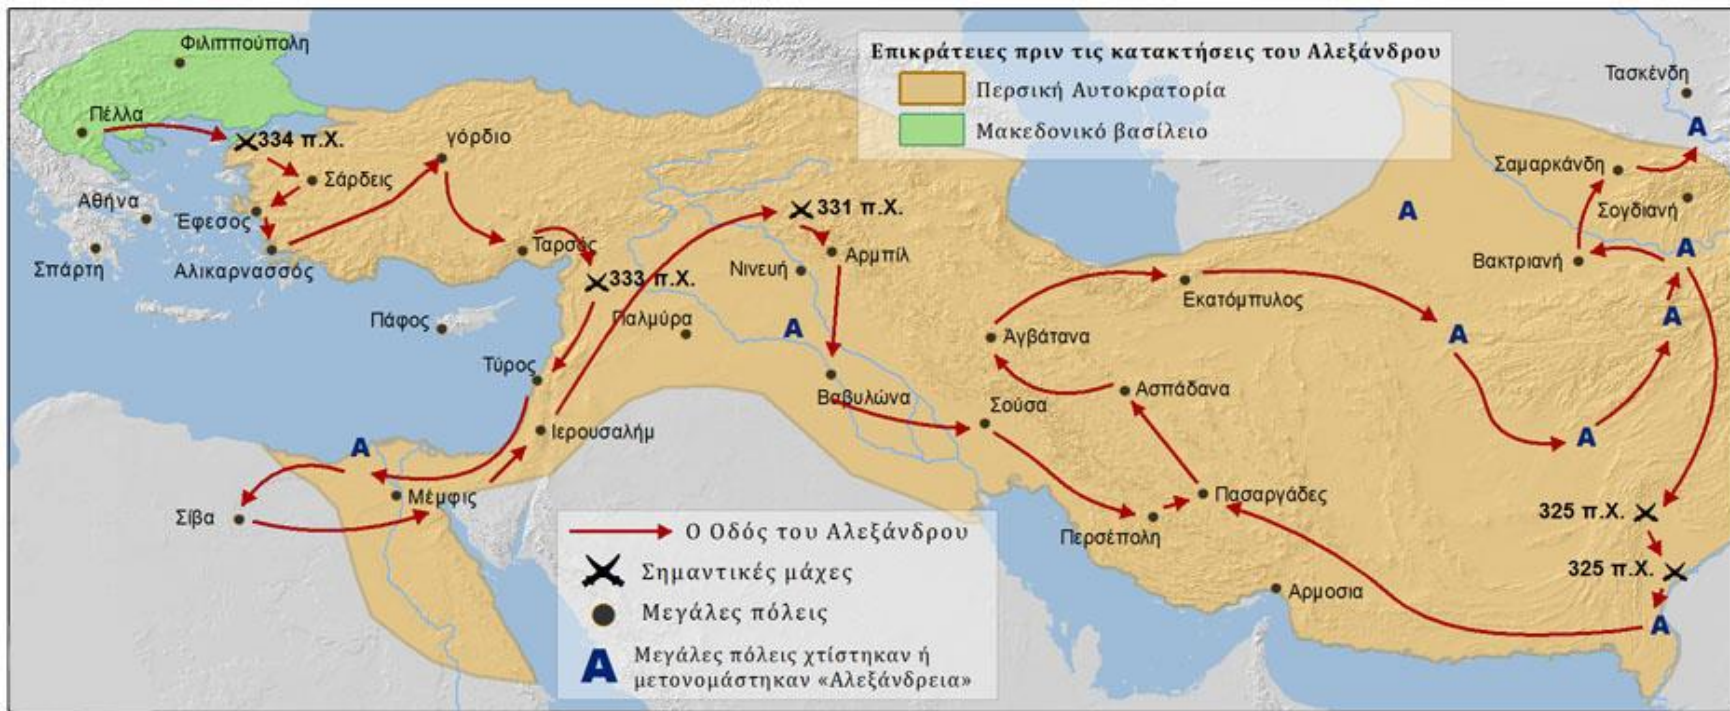 Φιλιππούπολη
Πέλλα
334 π.Χ.
γόρδιο
Σάρδεις
Αθήνα
Έφεσος
Σπάρτη
Αλικαρνασσός
Ταρσός
333 π.Χ.
331 π.Χ.
Αρμπίλ
Νινευή
Πάφος
Παλμύρα
A
Τύρος
Βαβυλώνα
Ιερουσαλήμ
A
Σίβα
Μέμφις
Επικράτειες πριν τις κατακτήσεις του Αλεξάνδρου
Περσική Αυτοκρατορία
Μακεδονικό βασίλειο
Τασκένδη
A
Σαμαρκάνδη
Σογδιανή
A
Βακτριανή
A
Εκατόμπυλος
A
A
Άγβάτανα
Ασπάδανα
Σούσα
A
Πασαργάδες
Περσέπολη
325 π.Χ.
325 π.Χ.
Αρμοσια
A
Ο Οδός του Αλεξάνδρου
Σημαντικές μάχες
Μεγάλες πόλεις
A
Μεγάλες πόλεις χτίστηκαν ή
μετονομάστηκαν «Αλεξάνδρεια»